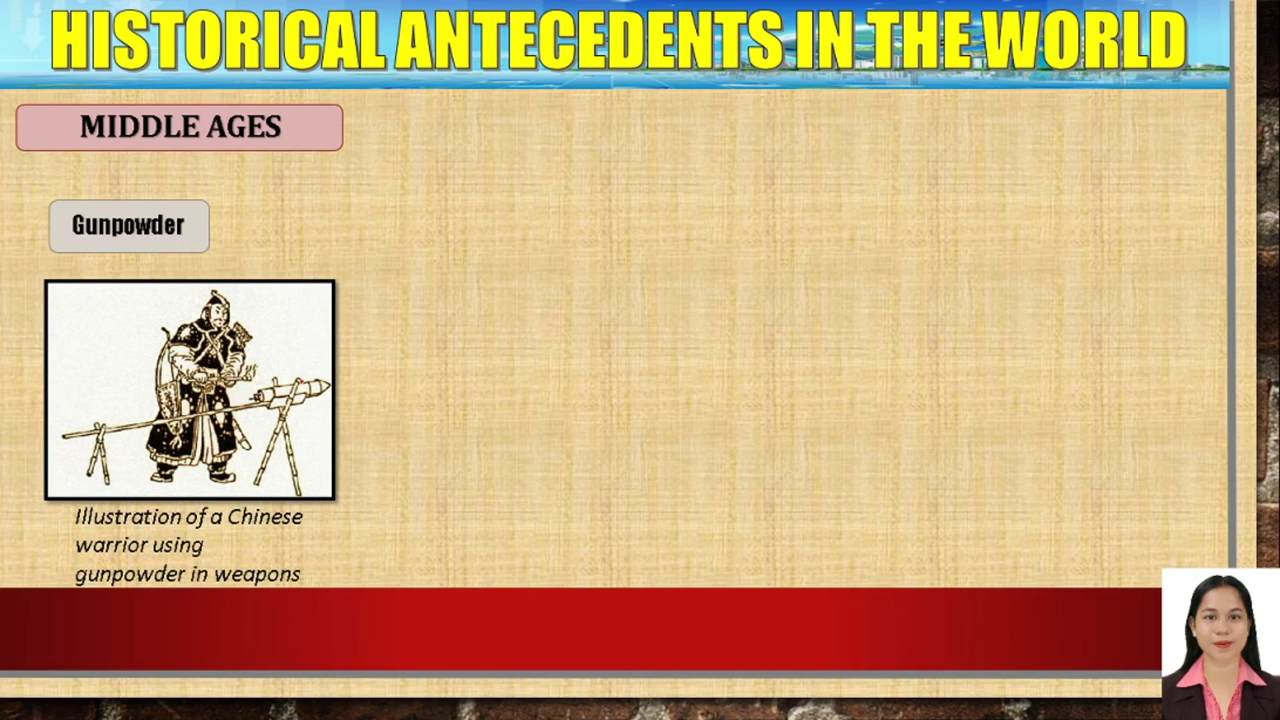 HISTORICAL ANTECEDENTS IN THE WORLD
MIDDLE AGES
Gunpowder
Illustration of a Chinese
warrior using
gunpowder in weapons